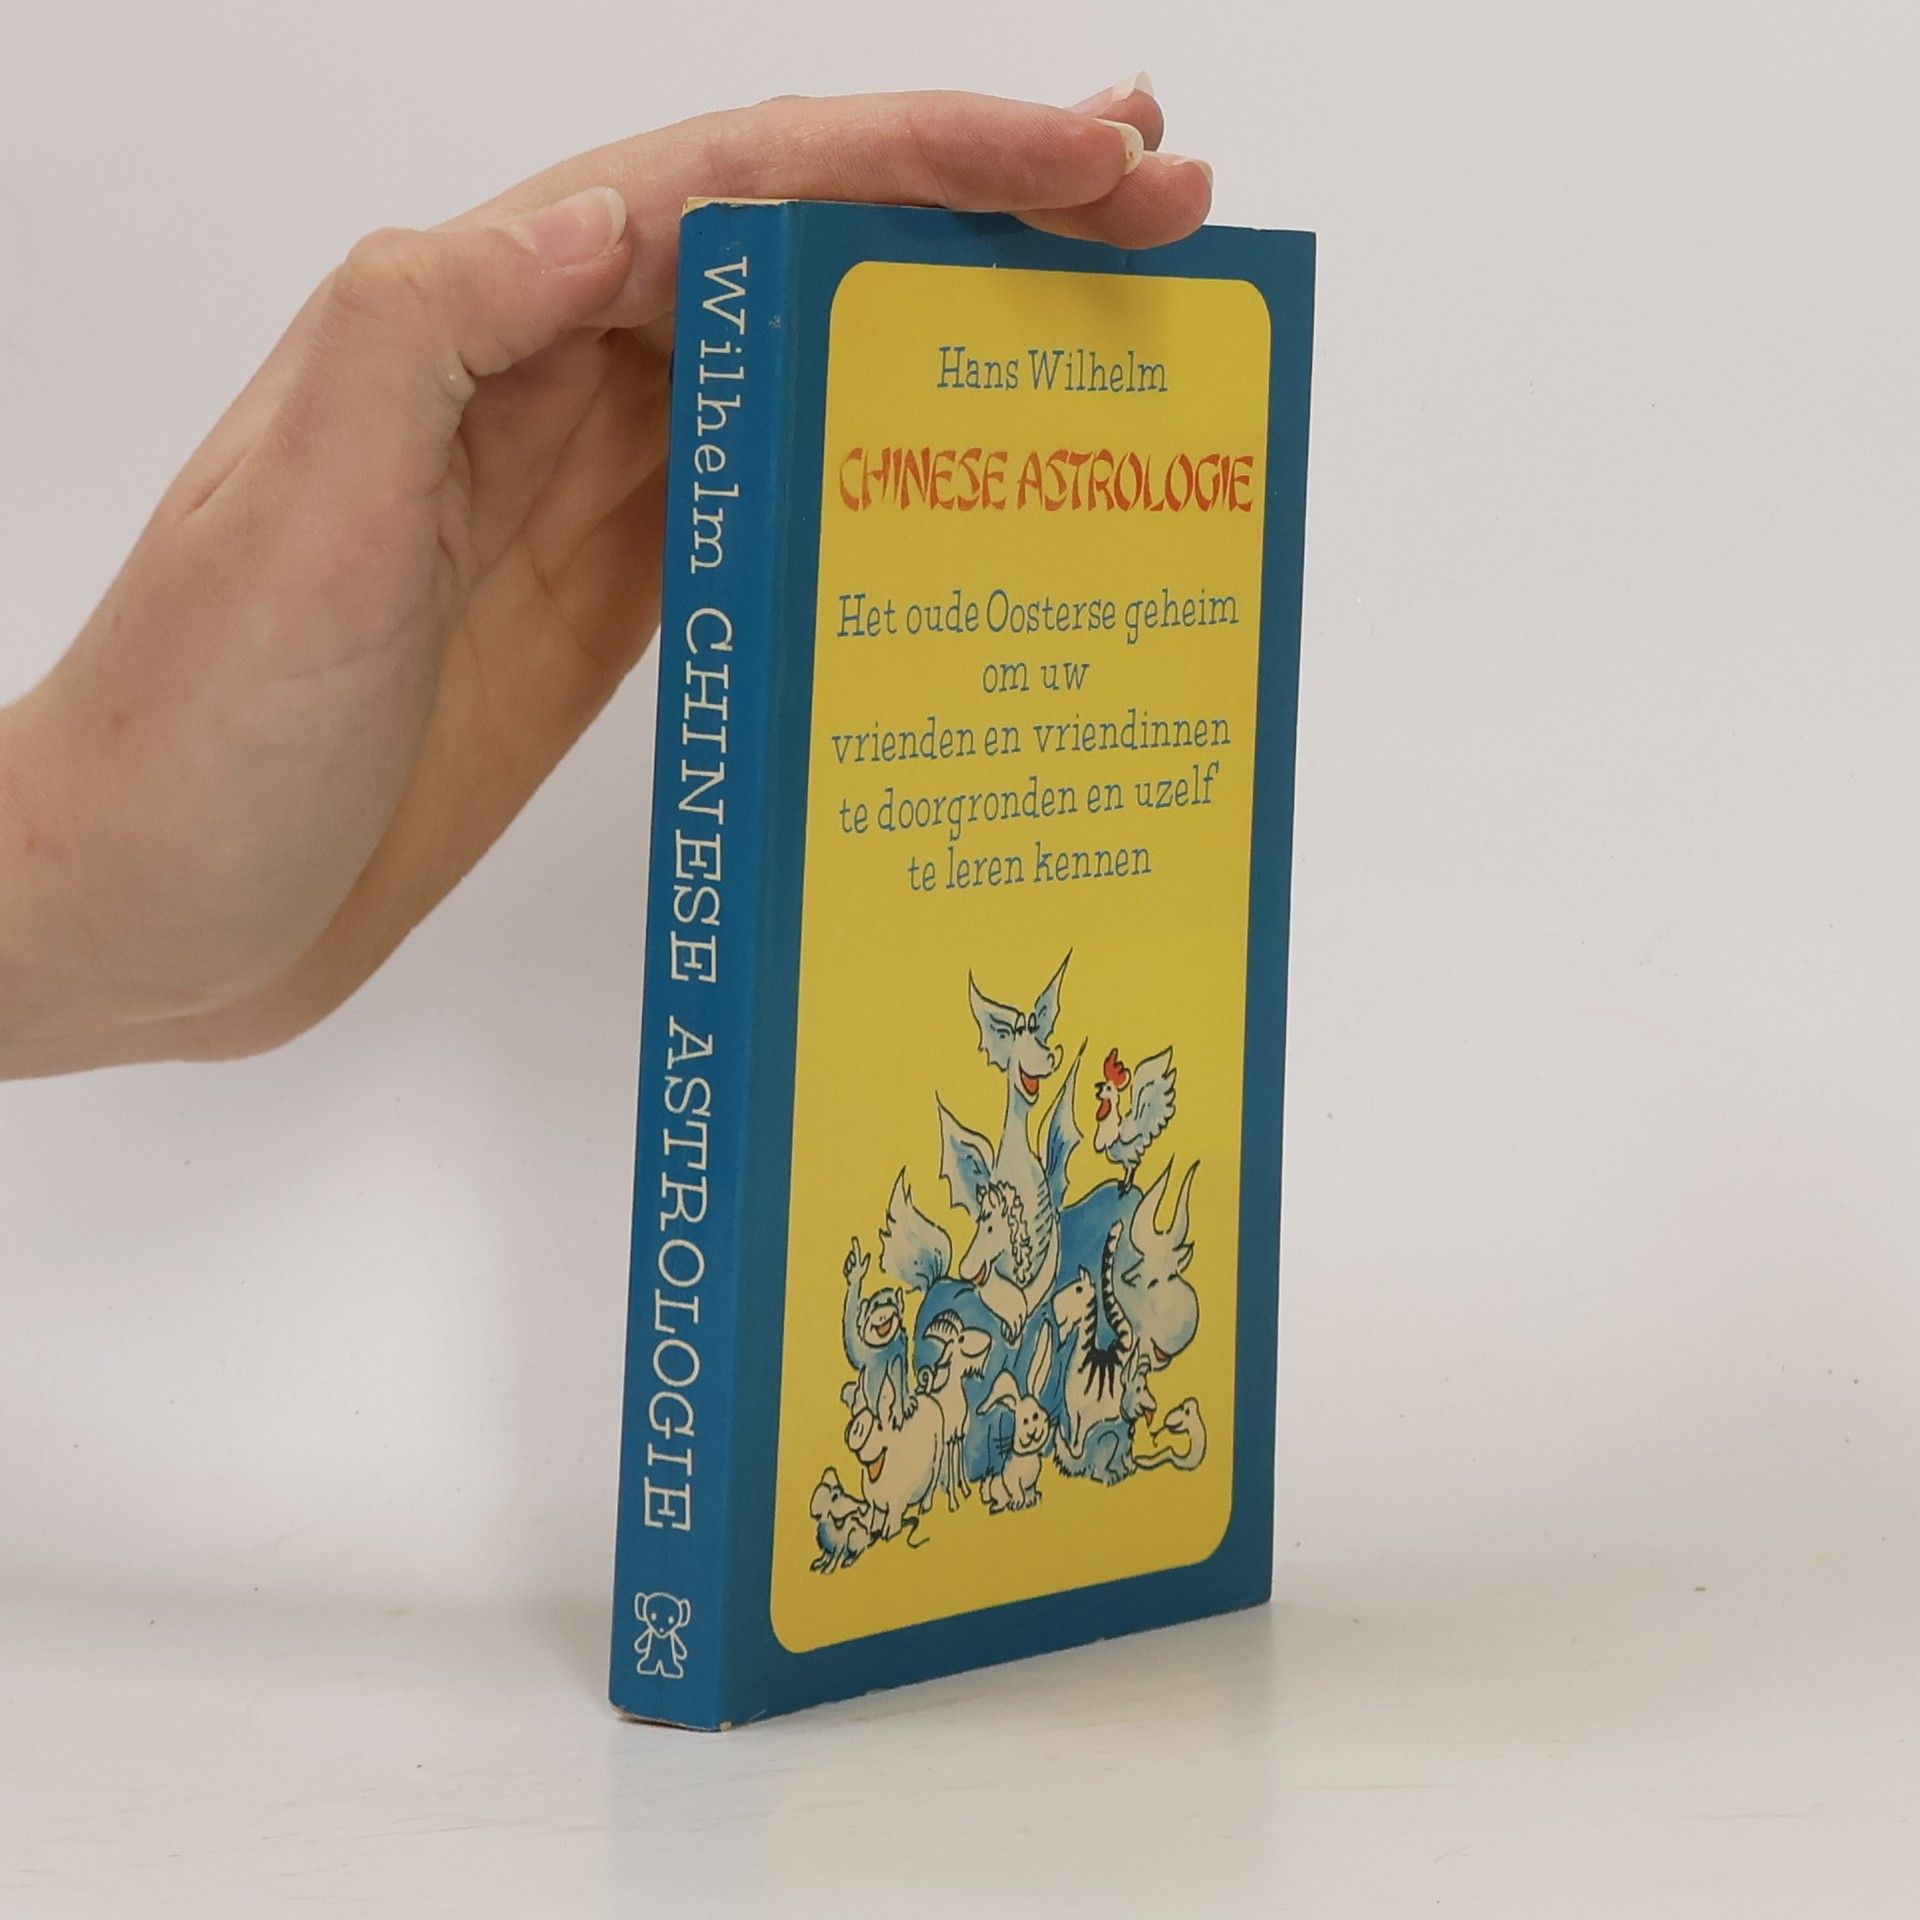 Wilhelm CHINESE ASTROLOGIE
Hans Wilhelm
CHINESE ASTROLOGIE
Het oude Oosterse geheim
om uw
vrienden en vriendinnen
te doorgronden en uzelf
te leren kennen